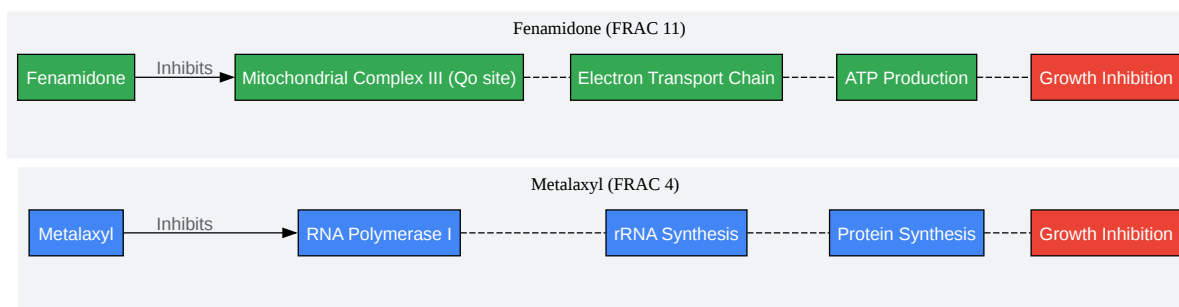 Fenamidone (FRAC 11)
Fenamidone
Inhibits
Mitochondrial Complex III (Qo site)
Electron Transport Chain
ATP Production
Growth Inhibition
Metalaxyl (FRAC 4)
Metalaxyl
Inhibits
RNA Polymerase I
rRNA Synthesis
Protein Synthesis
Growth Inhibition